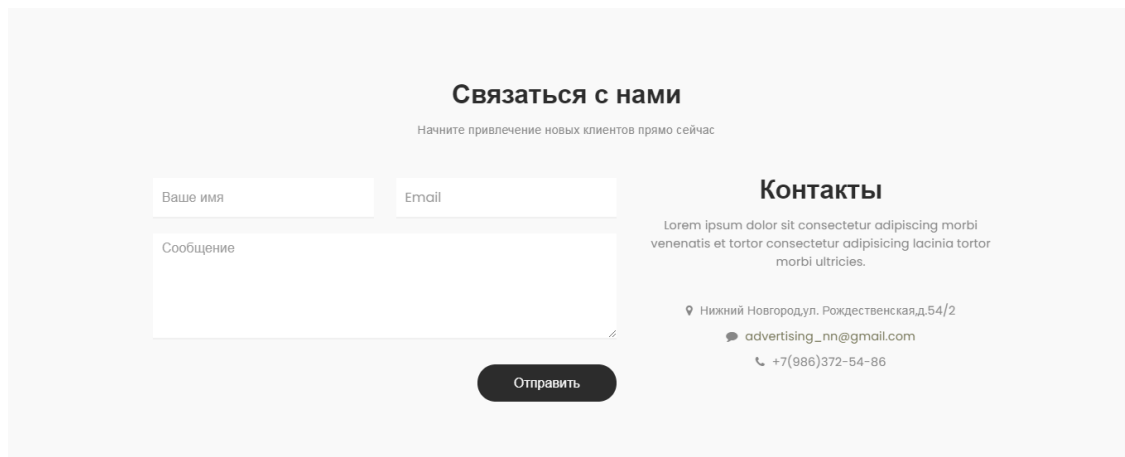 Связаться с нами
Начните привлечение новых клиентов прямо сейчас
Ваше имя
Email
Сообщение
Отправить
Контакты
Lorem ipsum dolor sit consectetur adipiscing morbi
venenatis et tortor consectetur adipisicing lacinia tortor
morbi ultricies.
Нижний Новгород,ул. Рождественская,д.54/2
advertising_nn@gmail.com
+7(986)372-54-86